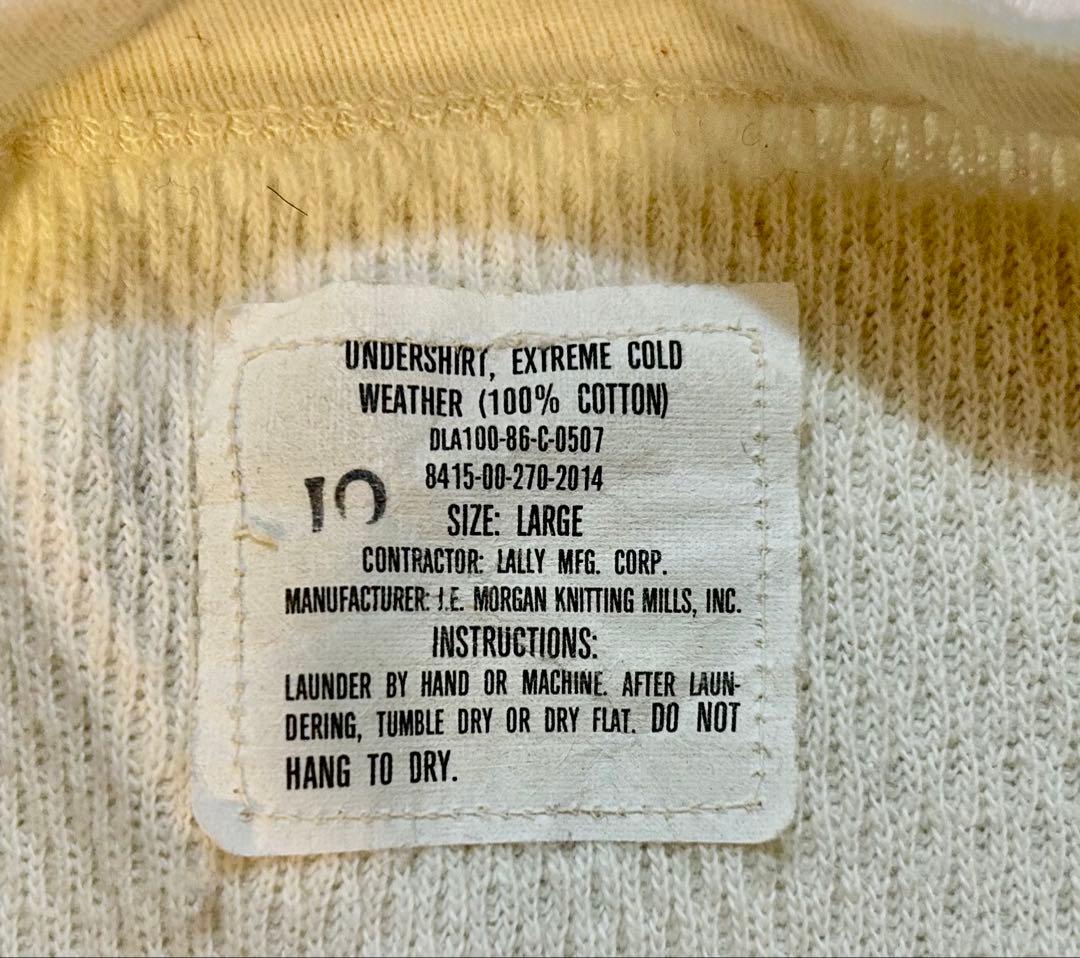 UNDERSHIRT, EXTREME COLD
WEATHER (100% COTTON)
DLA100-86-C-0507
8415-00-270-2014
10
SIZE: LARGE
CONTRACTOR: LALLY MFG. CORP.
MANUFACTURER: J.E. MORGAN KNITTING MILLS, INC.
INSTRUCTIONS:
LAUNDER BY HAND OR MACHINE. AFTER LAUN-
DERING, TUMBLE DRY OR DRY FLAT. DO NOT
HANG TO DRY.